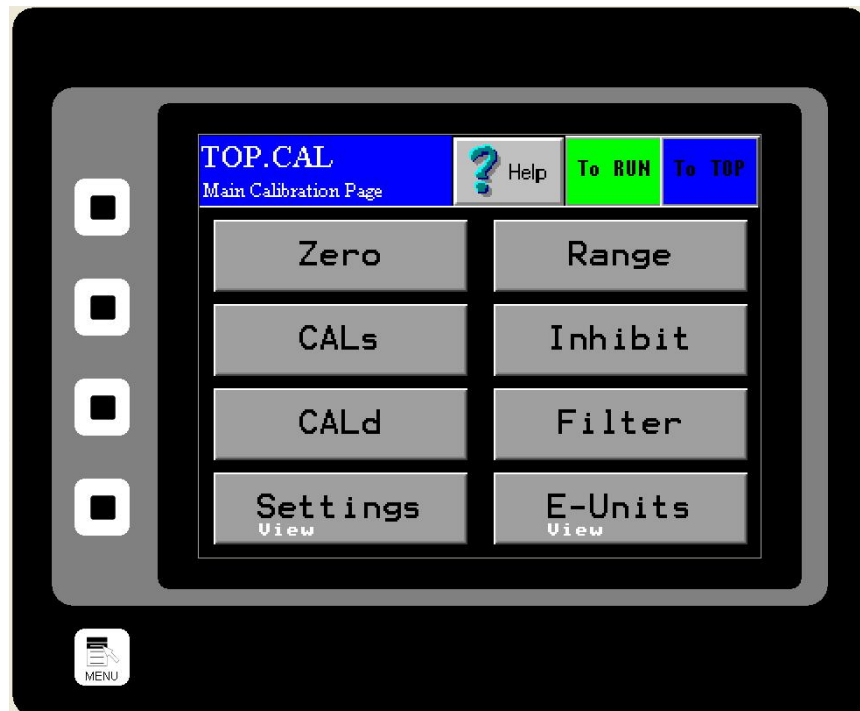 TOP.CAL
Main Calibration Page
Help
To RUN
To TOP
Zero
Range
CALs
Inhibit
CALd
Filter
Settings
View
E-Units
View
MENU